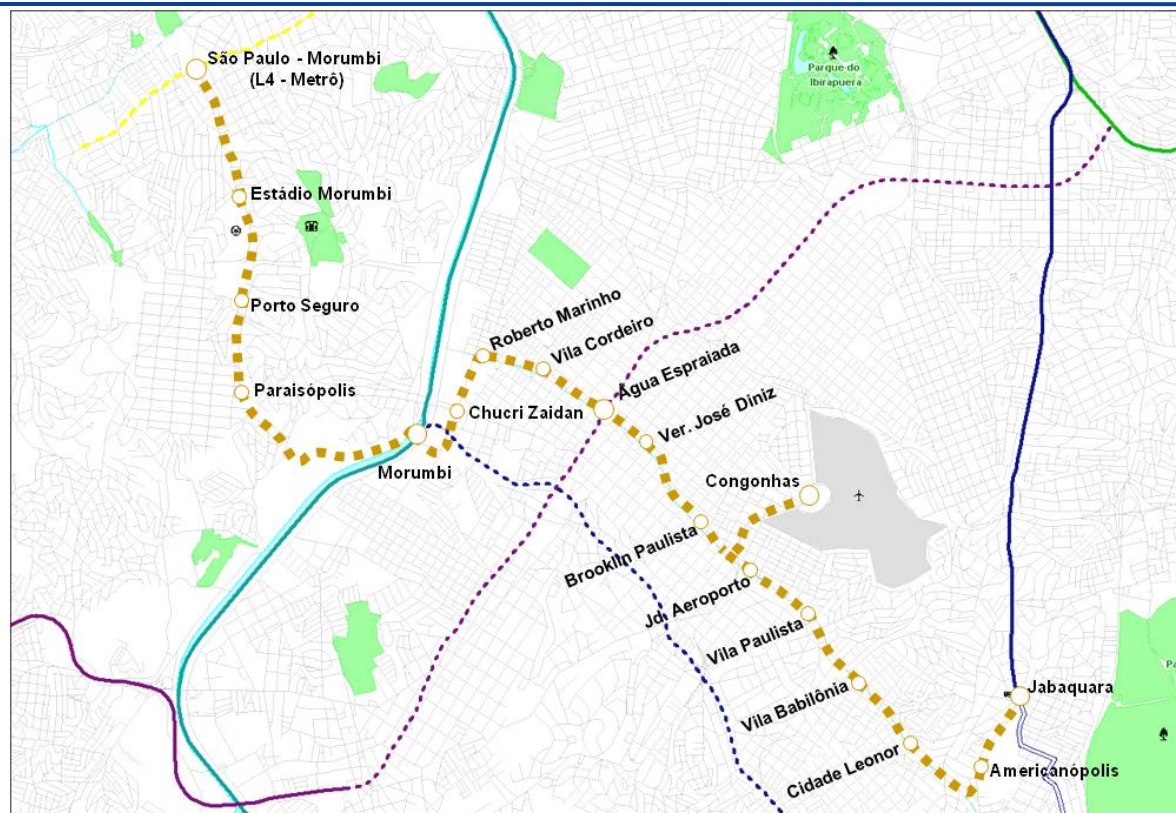 São Paulo - Morumbi
(L4 - Metrô)
Parque do
Ibirapuera
Estádio Morumbi
Porto Seguro
Roberto Marinho
Vila Cordeiro
Água Espraiada
Paraisópolis
Chucri Zaidan
Ver. José Diniz
Morumbi
Congonhas
Brooklin Paulista
Jd. Aeroporto
Vila Paulista
Vila Babilônia
Jabaquara
Cidade Leonor
Americanópolis